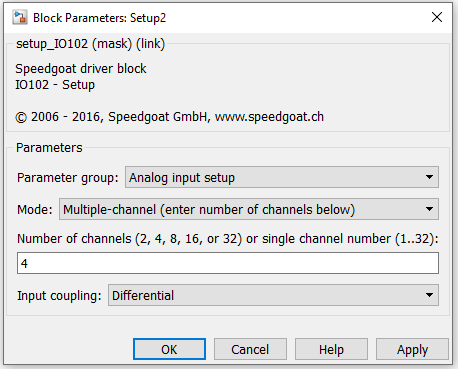 Block Parameters: Setup2
setup_IO102 (mask) (link)
Speedgoat driver block
IO102 - Setup
© 2006 - 2016, Speedgoat GmbH, www.speedgoat.ch
Parameters
Parameter group: Analog input setup
Mode: Multiple-channel (enter number of channels below)
Number of channels (2, 4, 8, 16, or 32) or single channel number (1..32):
4
Input coupling: Differential
OK Cancel Help Apply